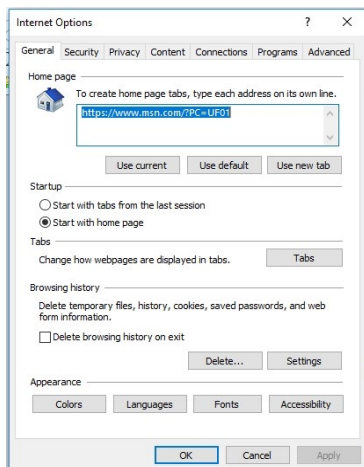 Internet Options
General Security Privacy Content Connections Programs Advanced
Home page
To create home page tabs, type each address on its own line.
https://www.msn.com/?PC=UF01
Use current Use default Use new tab
Startup
Start with tabs from the last session
Start with home page
Tabs
Change how webpages are displayed in tabs. Tabs
Browsing history
Delete temporary files, history, cookies, saved passwords, and web
form information.
Delete browsing history on exit
Delete... Settings
Appearance
Colors Languages Fonts Accessibility
OK Cancel Apply